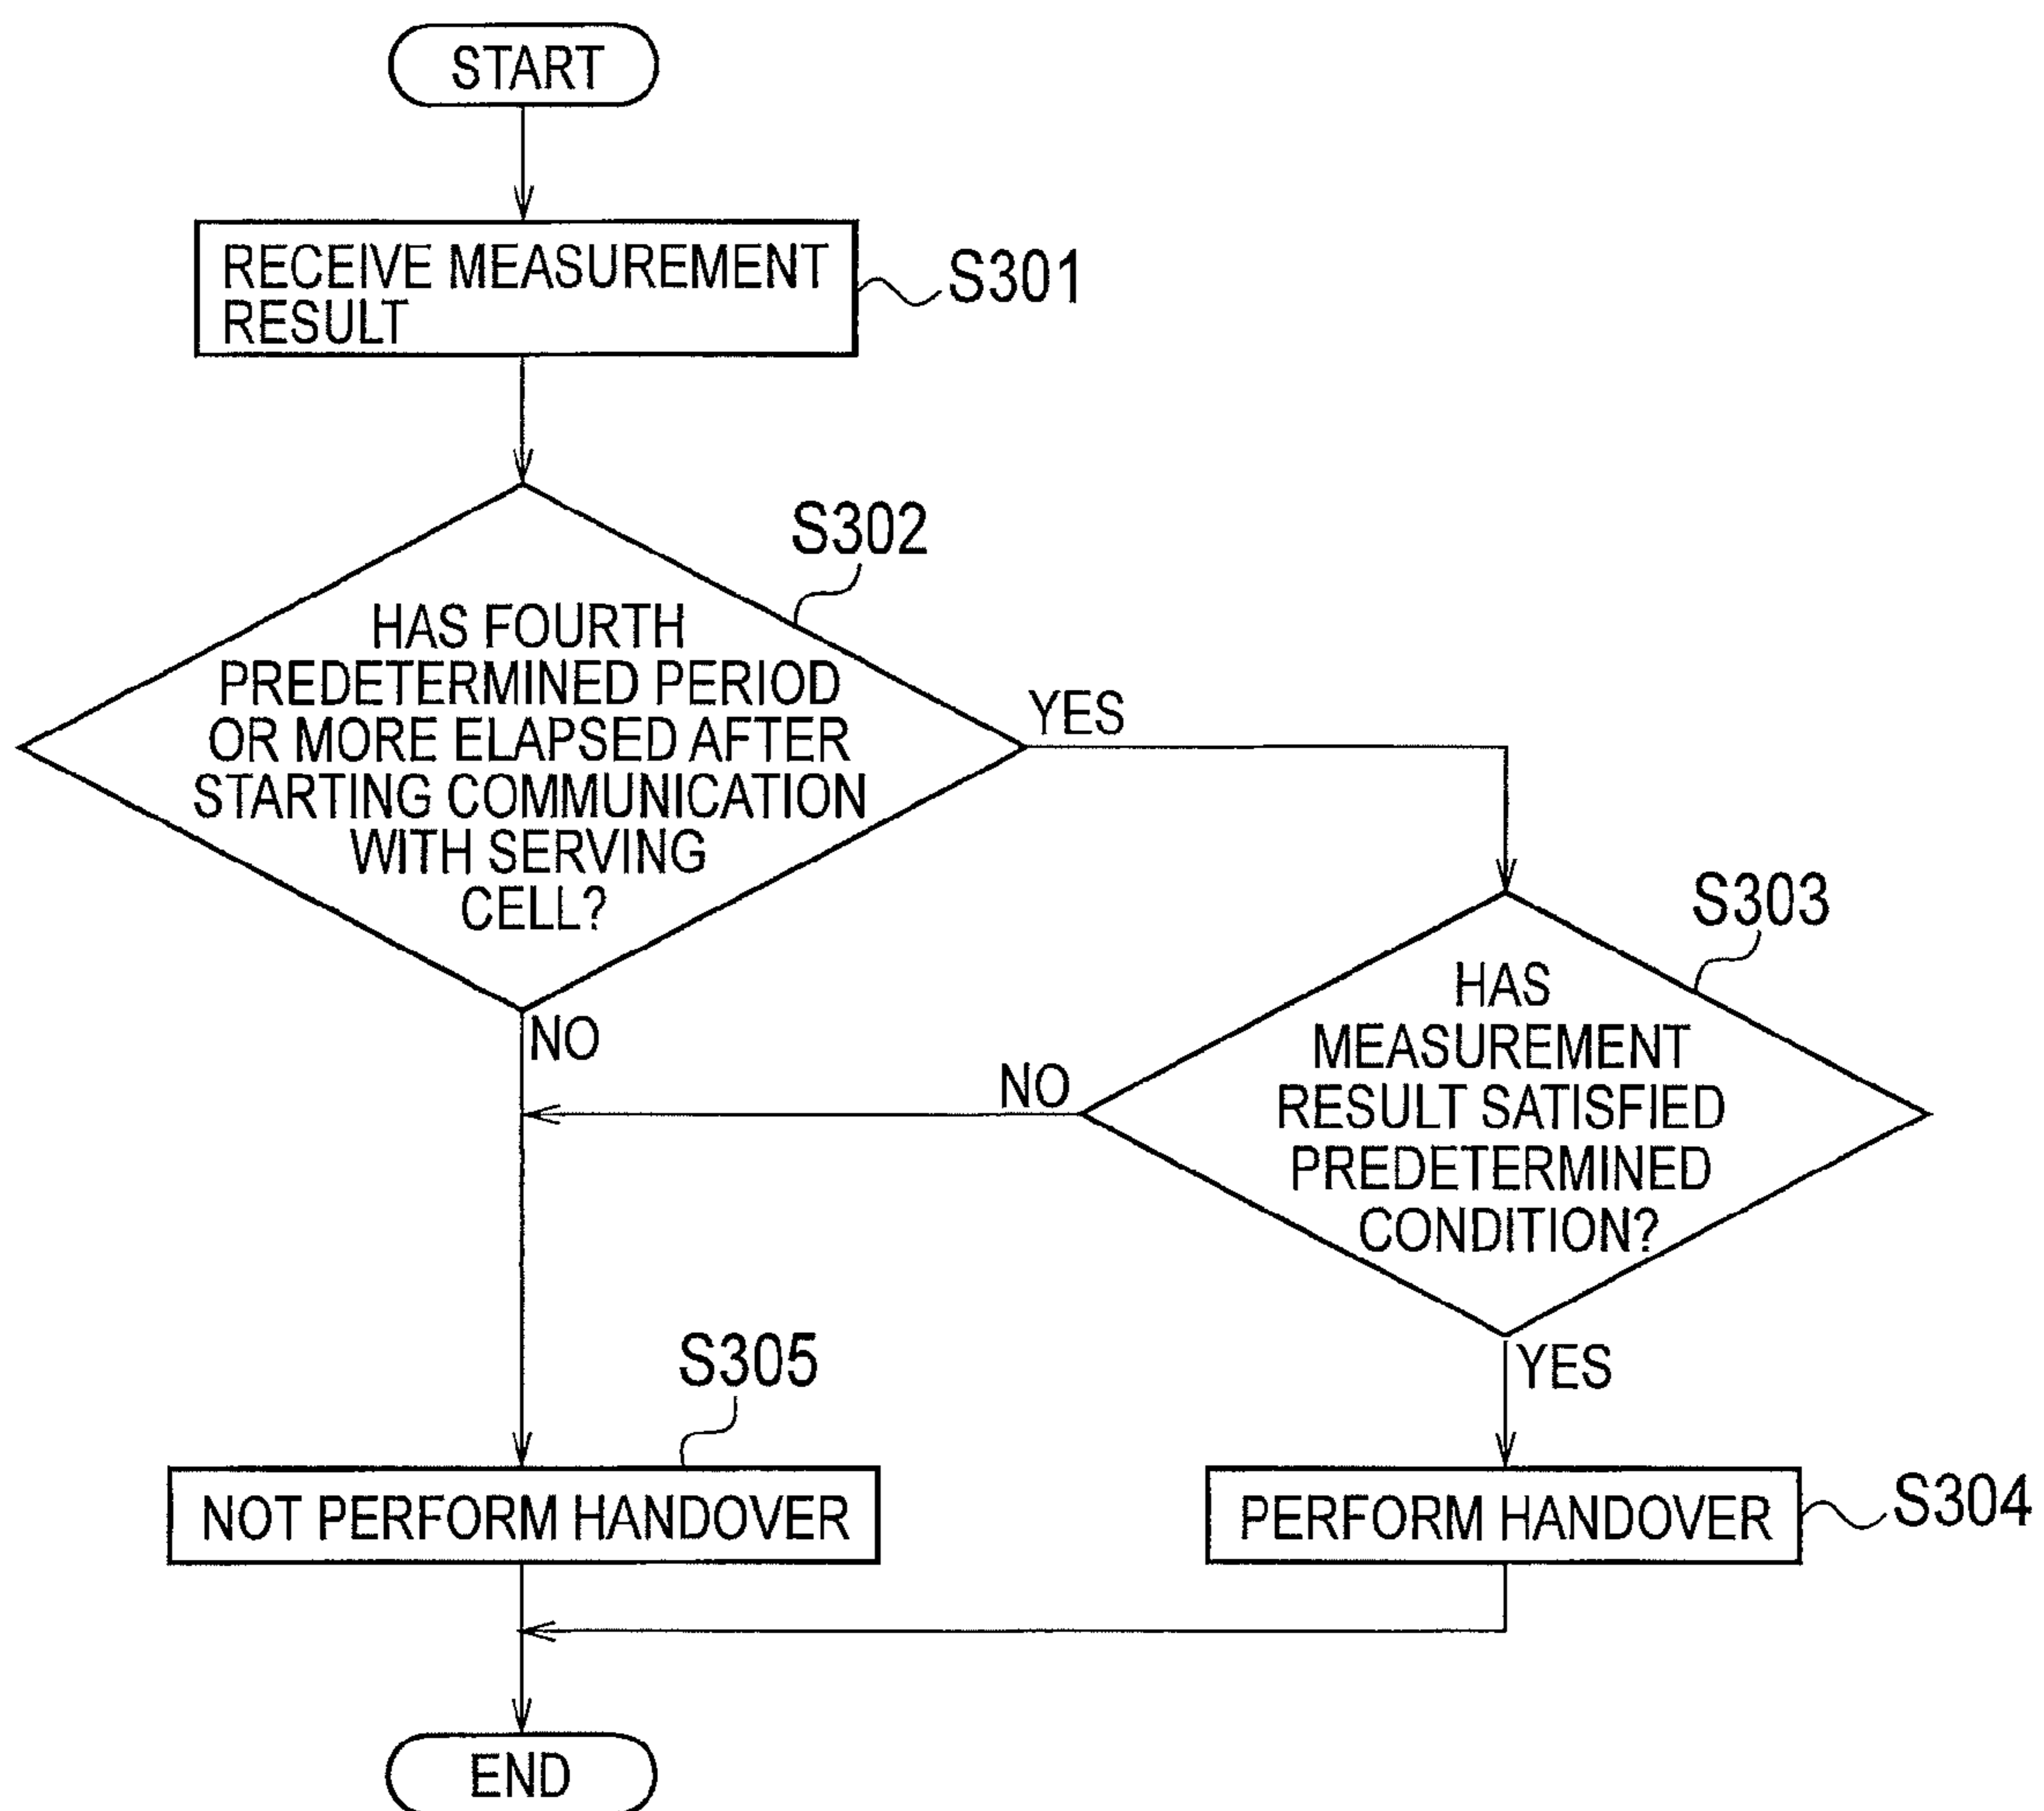 START
RECEIVE MEASUREMENT
RESULT
S301
S302
HAS FOURTH
PREDETERMINED PERIOD
OR MORE ELAPSED AFTER
STARTING COMMUNICATION
WITH SERVING
CELL?
YES
NO
S303
HAS
MEASUREMENT
RESULT SATISFIED
PREDETERMINED
CONDITION?
NO
YES
S305
NOT PERFORM HANDOVER
PERFORM HANDOVER
S304
END